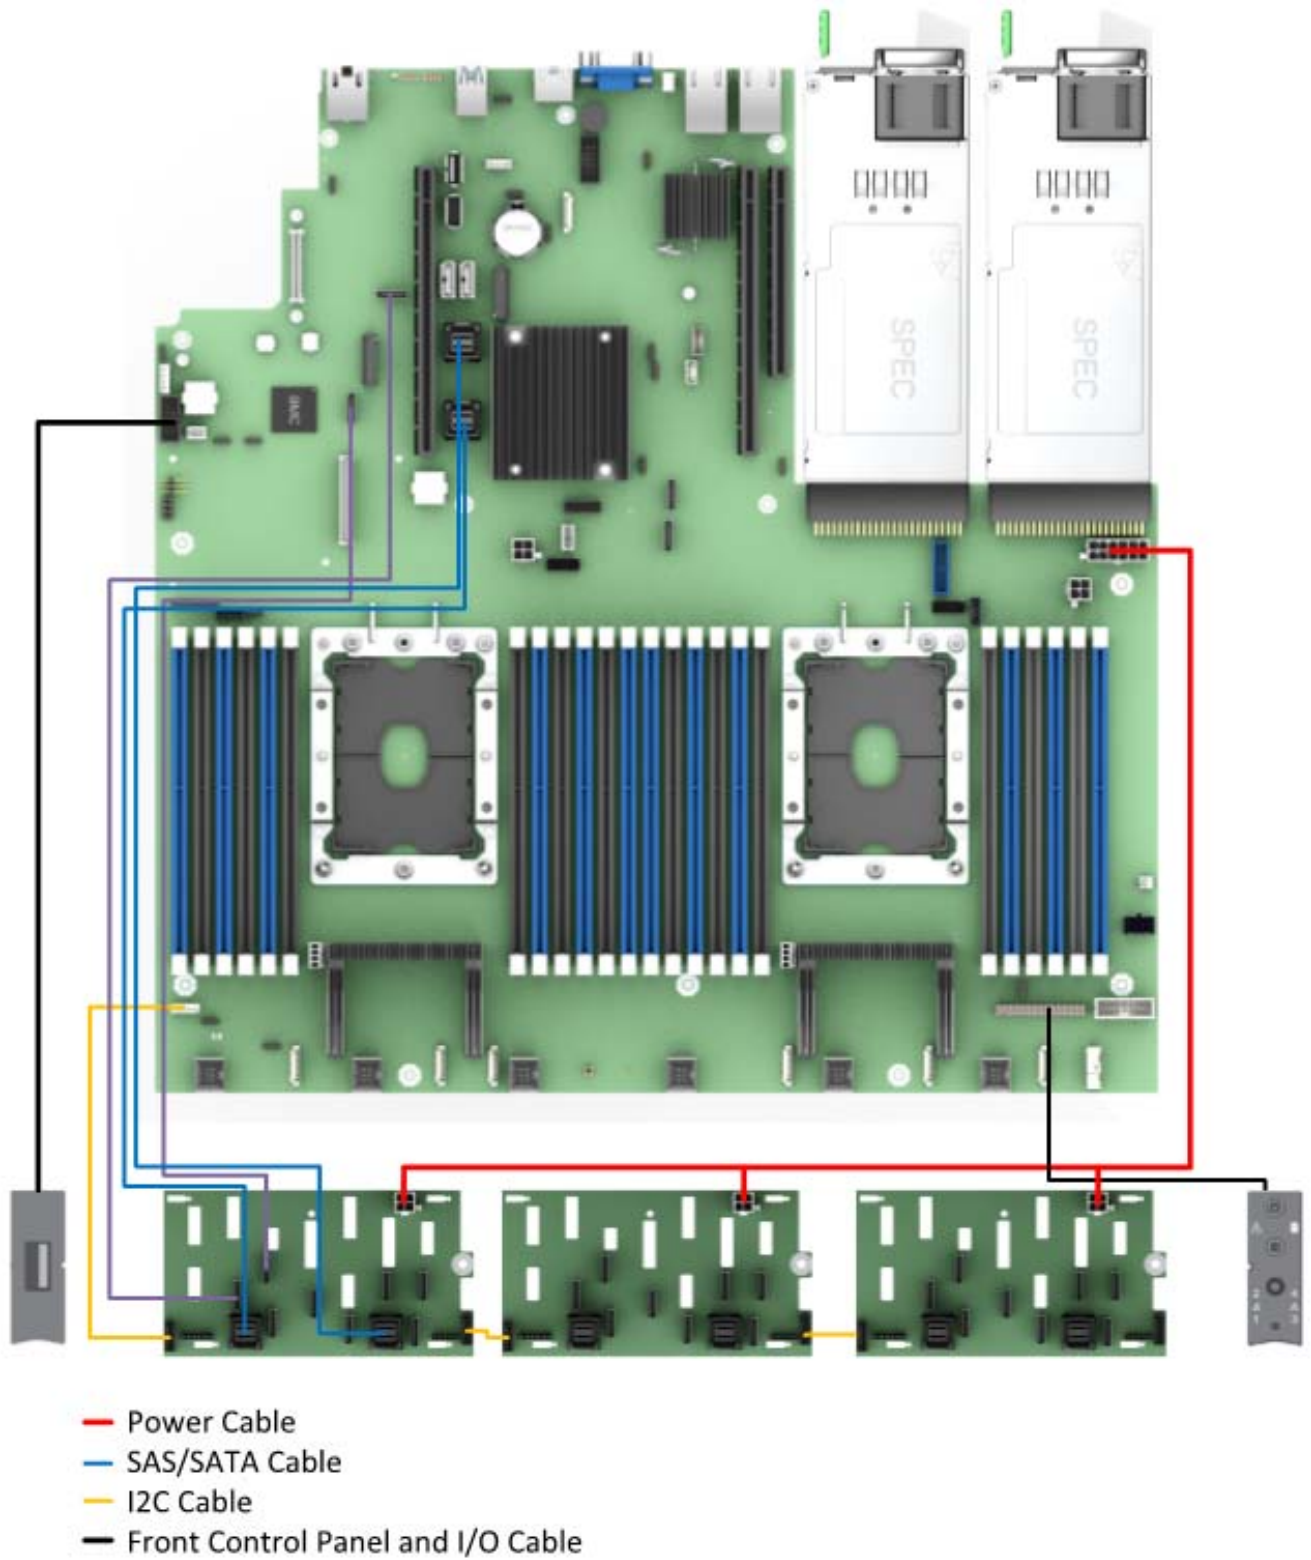 SPEC
SPEC
Power Cable
SAS/SATA Cable
I2C Cable
Front Control Panel and I/O Cable